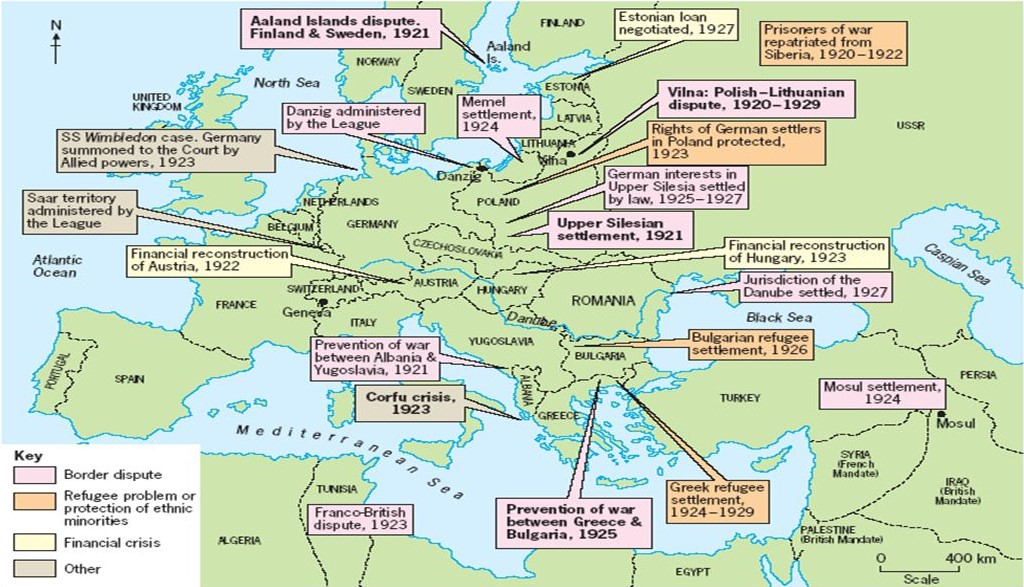 N
Aaland Islands dispute.
Finland & Sweden, 1921
FINLAND
Estonian loan
negotiated, 1927
Prisoners of war
repatriated from
Siberia, 1920–1922
Aaland
Is.
NORWAY
SWEDEN
North Sea
ESTONIA
UNITED
KINGDOM
Danzig administered
by the League
Memel
settlement,
1924
Vilna: Polish–Lithuanian
dispute, 1920–1929
LATVIA
USSR
SS Wimbledon case. Germany
summoned to the Court by
Allied powers, 1923
LITHUANIA
Vilna
Rights of German settlers
in Poland protected,
1923
Danzig
German interests in
Upper Silesia settled
by law, 1925–1927
Saar territory
administered by
the League
NETHERLANDS
POLAND
BELGIUM
GERMANY
Upper Silesian
settlement, 1921
CZECHOSLOVAKIA
Atlantic
Ocean
Financial reconstruction
of Austria, 1922
Financial reconstruction
of Hungary, 1923
Caspian Sea
SWITZERLAND
AUSTRIA
HUNGARY
Jurisdiction of the
Danube settled, 1927
FRANCE
Geneva
ROMANIA
ITALY
Danube
Black Sea
YUGOSLAVIA
BULGARIA
Bulgarian refugee
settlement, 1926
Prevention of war
between Albania &
Yugoslavia, 1921
PORTUGAL
SPAIN
ALBANIA
PERSIA
Corfu crisis,
1923
TURKEY
Mosul settlement,
1924
GREECE
Mosul
Mediterranean
Sea
Key
Border dispute
Refugee problem or
protection of ethnic
minorities
Financial crisis
Other
SYRIA
(French
Mandate)
IRAQ
(British
Mandate)
TUNISIA
Franco-British
dispute, 1923
Prevention of war
between Greece &
Bulgaria, 1925
Greek refugee
settlement,
1924–1929
PALESTINE
(British Mandate)
ALGERIA
EGYPT
0 400 km
Scale